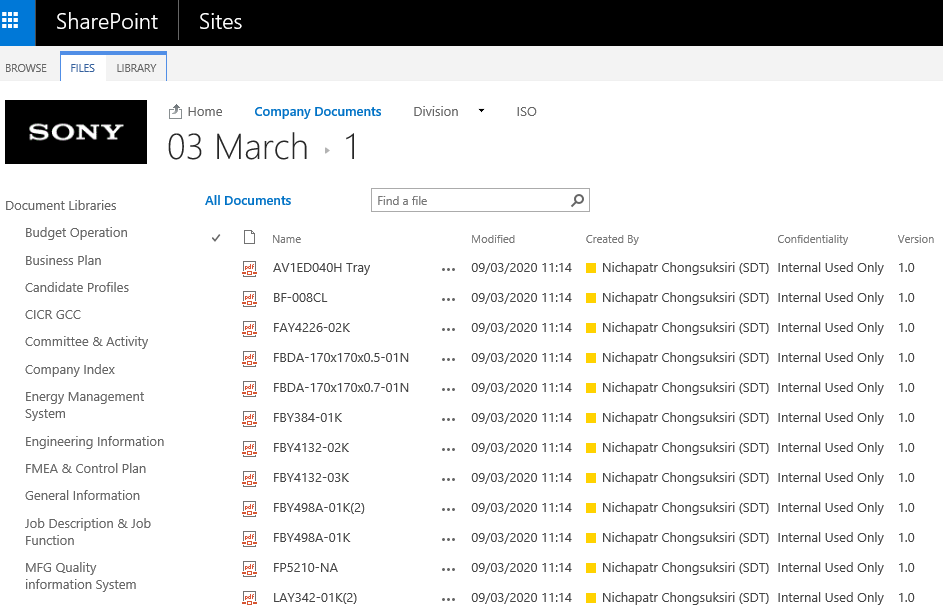 SharePoint Sites
BROWSE FILES LIBRARY
SONY
Home Company Documents Division ISO
03 March 1
All Documents Find a file
Document Libraries
Budget Operation
Business Plan
Candidate Profiles
CICR GCC
Committee & Activity
Company Index
Energy Management
System
Engineering Information
FMEA & Control Plan
General Information
Job Description & Job
Function
MFG Quality
information System
Name Modified Created By Confidentiality Version
pdf AV1ED040H Tray ... 09/03/2020 11:14 Nichapatr Chongsuksiri (SDT) Internal Used Only 1.0
pdf BF-008CL ... 09/03/2020 11:14 Nichapatr Chongsuksiri (SDT) Internal Used Only 1.0
pdf FAY4226-02K ... 09/03/2020 11:14 Nichapatr Chongsuksiri (SDT) Internal Used Only 1.0
pdf FBDA-170x170x0.5-01N ... 09/03/2020 11:14 Nichapatr Chongsuksiri (SDT) Internal Used Only 1.0
pdf FBDA-170x170x0.7-01N ... 09/03/2020 11:14 Nichapatr Chongsuksiri (SDT) Internal Used Only 1.0
pdf FBY384-01K ... 09/03/2020 11:14 Nichapatr Chongsuksiri (SDT) Internal Used Only 1.0
pdf FBY4132-02K ... 09/03/2020 11:14 Nichapatr Chongsuksiri (SDT) Internal Used Only 1.0
pdf FBY4132-03K ... 09/03/2020 11:14 Nichapatr Chongsuksiri (SDT) Internal Used Only 1.0
pdf FBY498A-01K(2) ... 09/03/2020 11:14 Nichapatr Chongsuksiri (SDT) Internal Used Only 1.0
pdf FBY498A-01K ... 09/03/2020 11:14 Nichapatr Chongsuksiri (SDT) Internal Used Only 1.0
pdf FP5210-NA ... 09/03/2020 11:14 Nichapatr Chongsuksiri (SDT) Internal Used Only 1.0
pdf LAY342-01K(2) ... 09/03/2020 11:14 Nichapatr Chongsuksiri (SDT) Internal Used Only 1.0